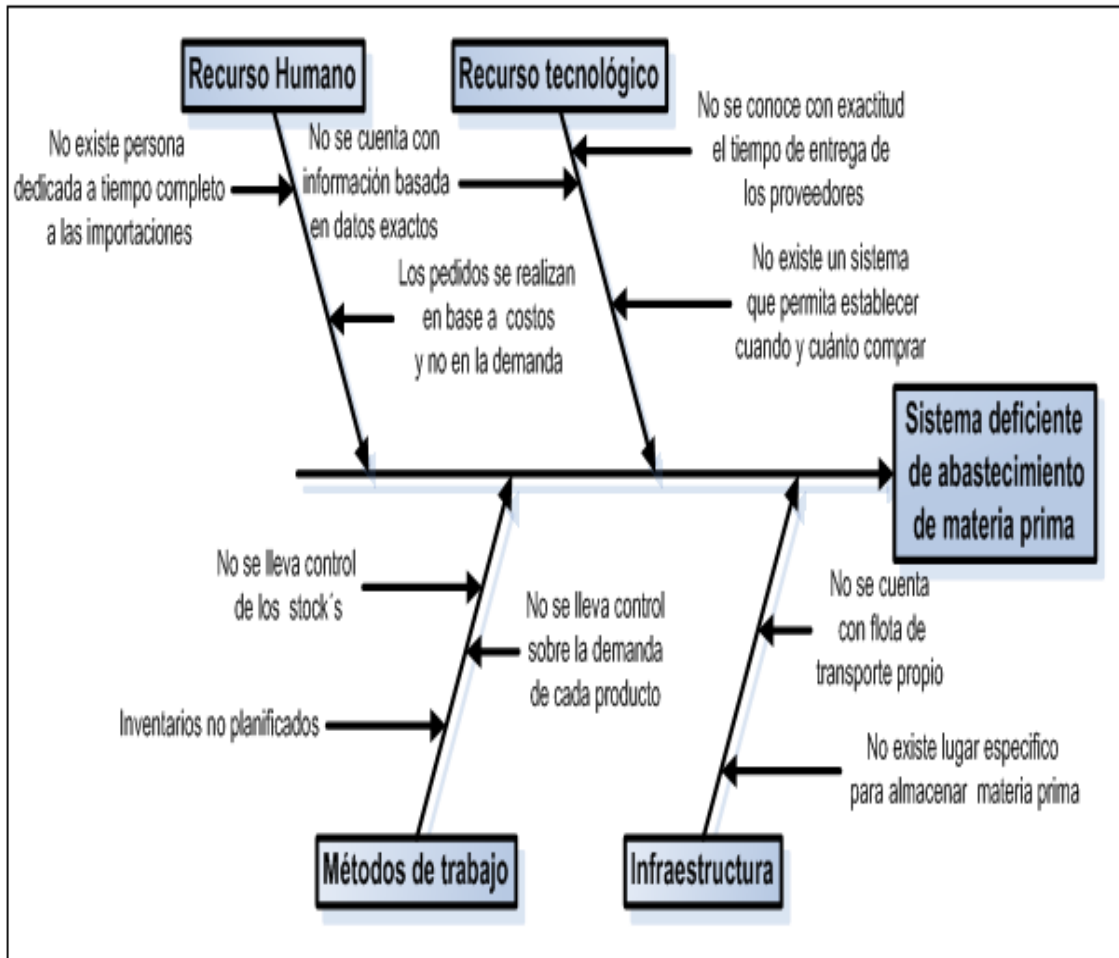 Recurso Humano
Recurso tecnológico
No existe persona
dedicada a tiempo completo
a las importaciones
No se cuenta con
información basada
en datos exactos
No se conoce con exactitud
el tiempo de entrega de
los proveedores
Los pedidos se realizan
en base a costos
y no en la demanda
No existe un sistema
que permita establecer
cuando y cuánto comprar
Sistema deficiente
de abastecimiento
de materia prima
No se lleva control
de los stock´s
No se lleva control
sobre la demanda
de cada producto
Inventarios no planificados
No se cuenta
con flota de
transporte propio
No existe lugar especifico
para almacenar materia prima
Métodos de trabajo
Infraestructura